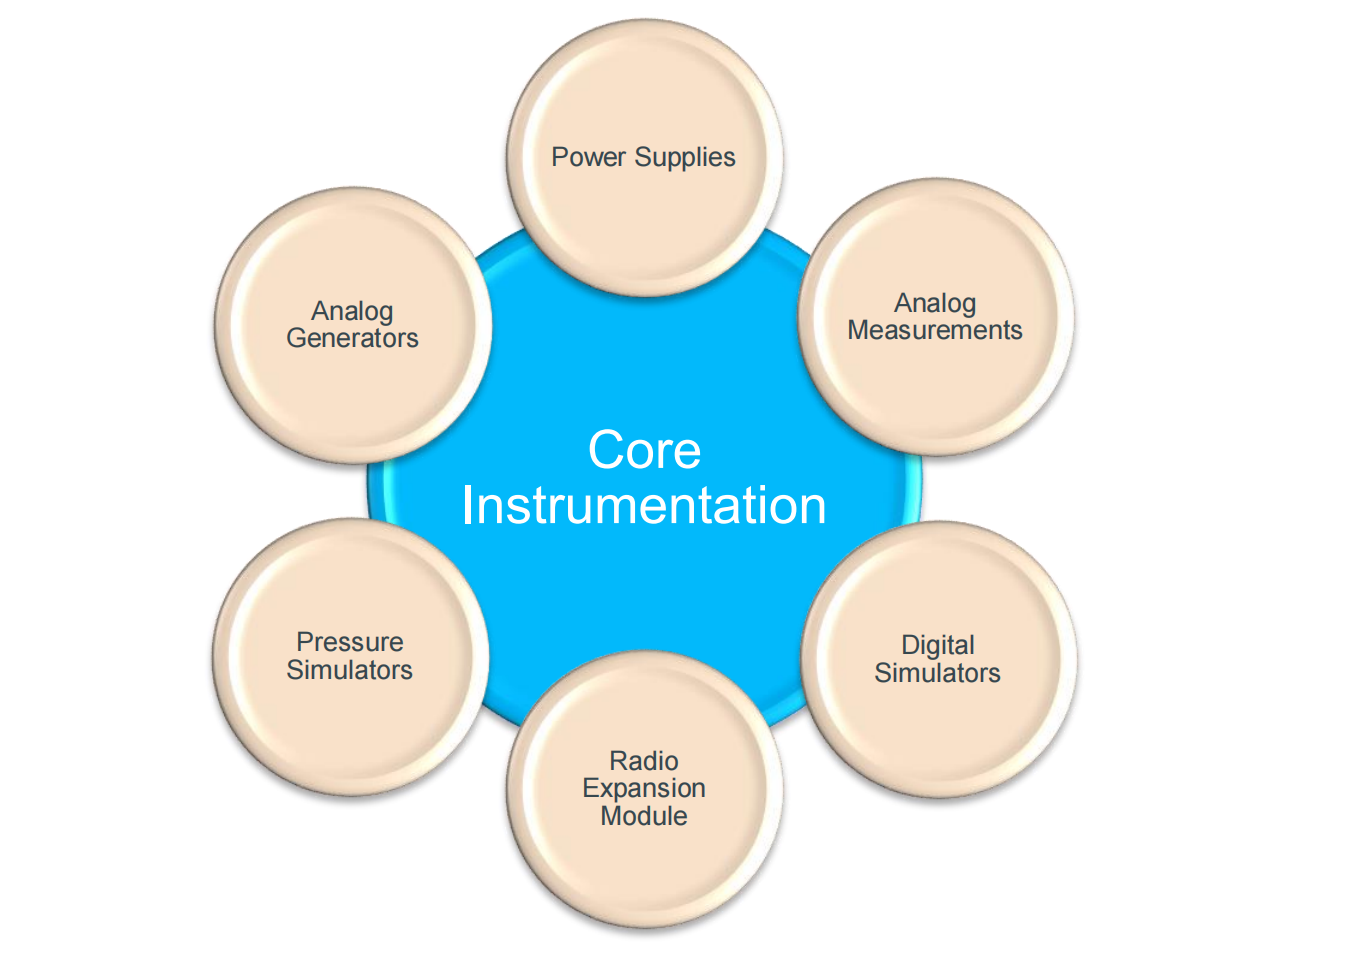 Power Supplies
Analog
Generators
Analog
Measurements
Core
Instrumentation
Pressure
Simulators
Digital
Simulators
Radio
Expansion
Module